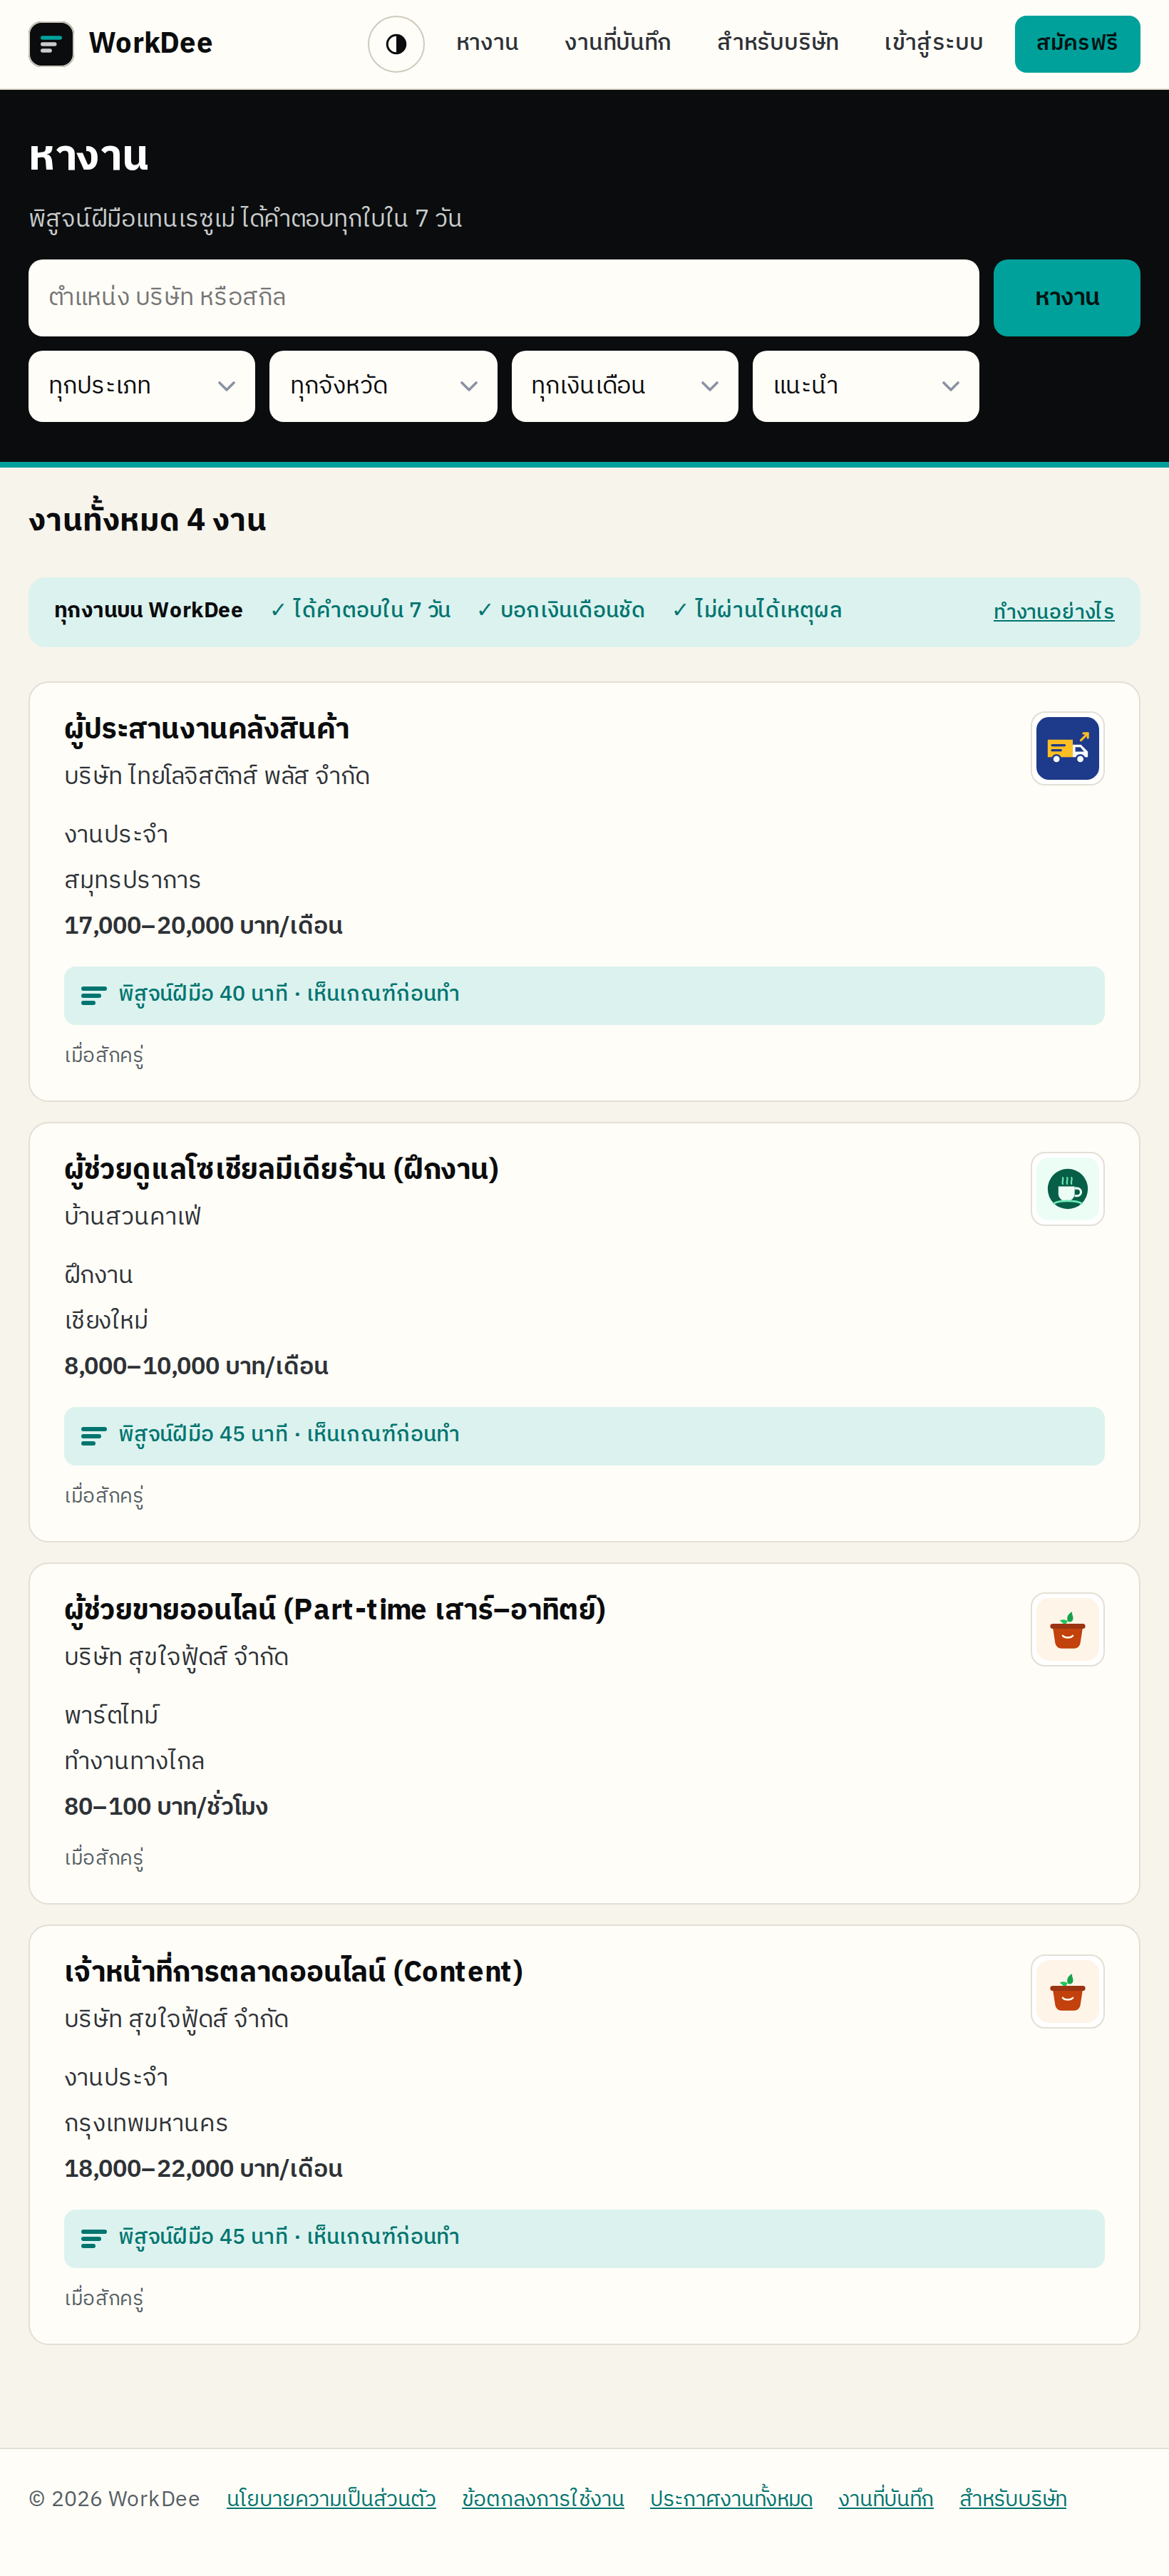 WorkDee
หางาน
งานที่บันทึก
สำหรับบริษัท
เข้าสู่ระบบ
สมัครฟรี
หางาน
พิสูจน์ฝีมือแทนเรซูเม่ ได้คำตอบทุกใบใน 7 วัน
ตำแหน่ง บริษัท หรือสกิล
หางาน
ทุกประเภท
ทุกจังหวัด
ทุกเงินเดือน
แนะนำ
งานทั้งหมด 4 งาน
ทุกงานบน WorkDee ✓ ได้คำตอบใน 7 วัน ✓ บอกเงินเดือนชัด ✓ ไม่ผ่านได้เหตุผล
ทำงานอย่างไร
ผู้ประสานงานคลังสินค้า
บริษัท ไทยโลจิสติกส์ พลัส จำกัด
งานประจำ
สมุทรปราการ
17,000–20,000 บาท/เดือน
พิสูจน์ฝีมือ 40 นาที · เห็นเกณฑ์ก่อนทำ
เมื่อสักครู่
ผู้ช่วยดูแลโซเชียลมีเดียร้าน (ฝึกงาน)
บ้านสวนคาเฟ่
ฝึกงาน
เชียงใหม่
8,000–10,000 บาท/เดือน
พิสูจน์ฝีมือ 45 นาที · เห็นเกณฑ์ก่อนทำ
เมื่อสักครู่
ผู้ช่วยขายออนไลน์ (Part-time เสาร์–อาทิตย์)
บริษัท สุขใจฟู้ดส์ จำกัด
พาร์ตไทม์
ทำงานทางไกล
80–100 บาท/ชั่วโมง
เมื่อสักครู่
เจ้าหน้าที่การตลาดออนไลน์ (Content)
บริษัท สุขใจฟู้ดส์ จำกัด
งานประจำ
กรุงเทพมหานคร
18,000–22,000 บาท/เดือน
พิสูจน์ฝีมือ 45 นาที · เห็นเกณฑ์ก่อนทำ
เมื่อสักครู่
© 2026 WorkDee นโยบายความเป็นส่วนตัว ข้อตกลงการใช้งาน ประกาศงานทั้งหมด งานที่บันทึก สำหรับบริษัท